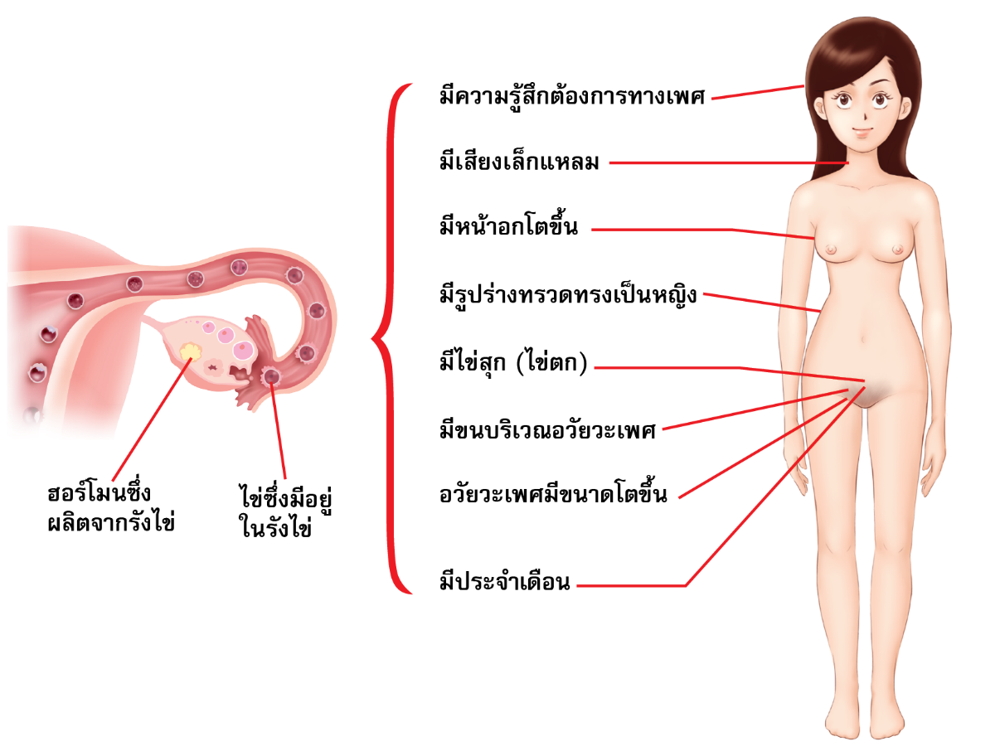 มีความรู้สึกต้องการทางเพศ
มีเสียงเล็กแหลม
มีหน้าอกโตขึ้น
มีรูปร่างทรวดทรงเป็นหญิง
มีไข่สุก (ไข่ตก)
มีขนบริเวณอวัยวะเพศ
อวัยวะเพศมีขนาดโตขึ้น
มีประจำเดือน
ฮอร์โมนซึ่ง
ผลิตจากรังไข่
ไข่ซึ่งมีอยู่
ในรังไข่